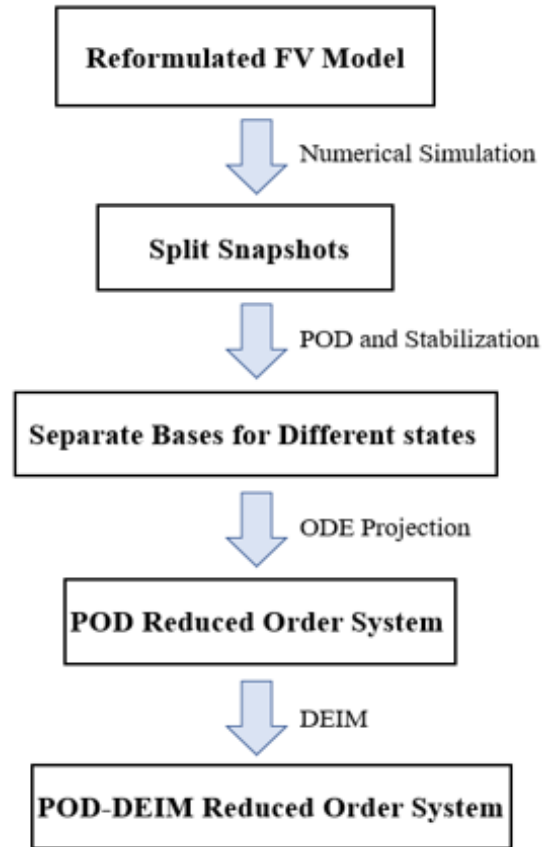 Reformulated FV Model
Numerical Simulation
Split Snapshots
POD and Stabilization
Separate Bases for Different states
ODE Projection
POD Reduced Order System
DEIM
POD-DEIM Reduced Order System